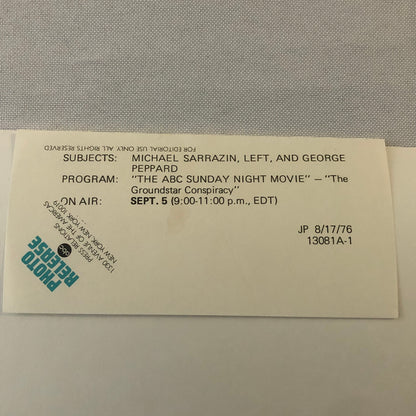 FOR EDITORIAL USE ONLY. ALL RIGHTS RESERVED
SUBJECTS: MICHAEL SARRAZIN, LEFT, AND GEORGE
PEPPARD
PROGRAM: "THE ABC SUNDAY NIGHT MOVIE" – "The
Groundstar Conspiracy"
ON AIR: SEPT. 5 (9:00-11:00 p.m., EDT)
JP 8/17/76
13081A-1
PHOTO
RELEASE
abc
PRESS RELATIONS
1330 AVENUE OF THE AMERICAS
NEW YORK, NEW YORK 10019